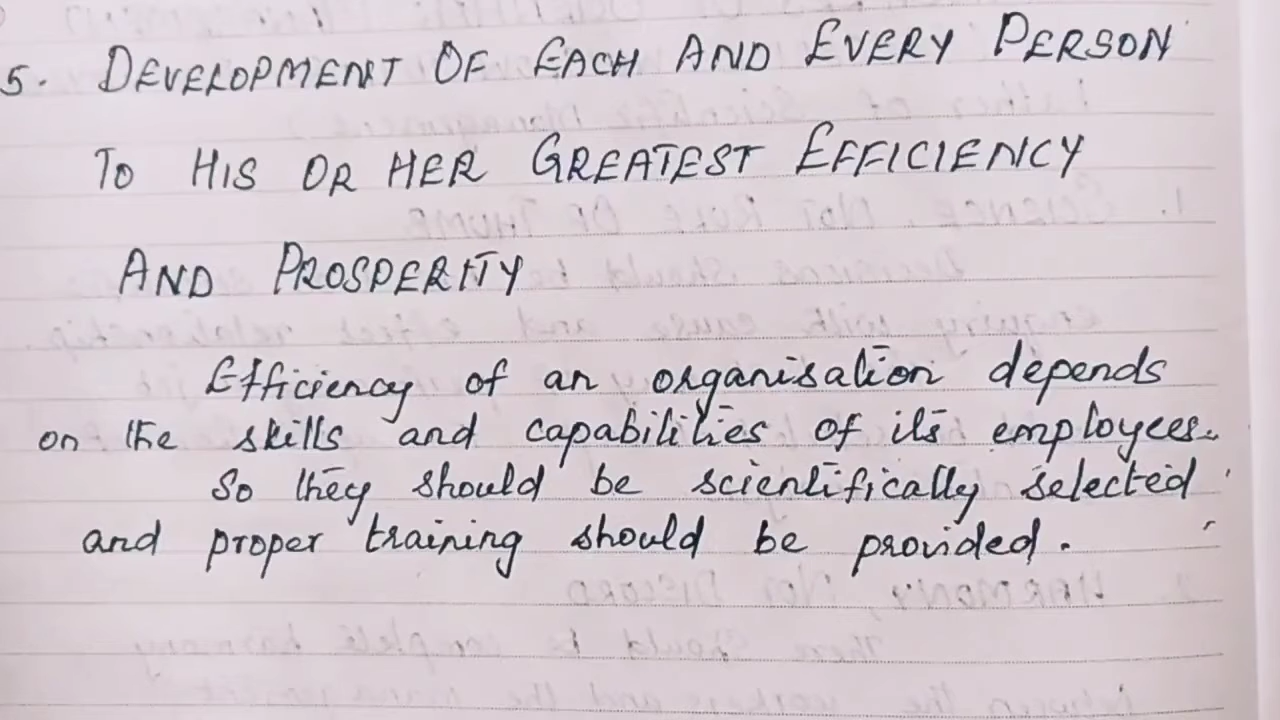 5. DEVELOPMENT OF EACH AND EVERY PERSON
TO HIS OR HER GREATEST EFFICIENCY
AND PROSPERITY
Efficiency of an organisation depends
on the skills and capabilities of its employees.
So they should be scientifically selected
and proper training should be provided.